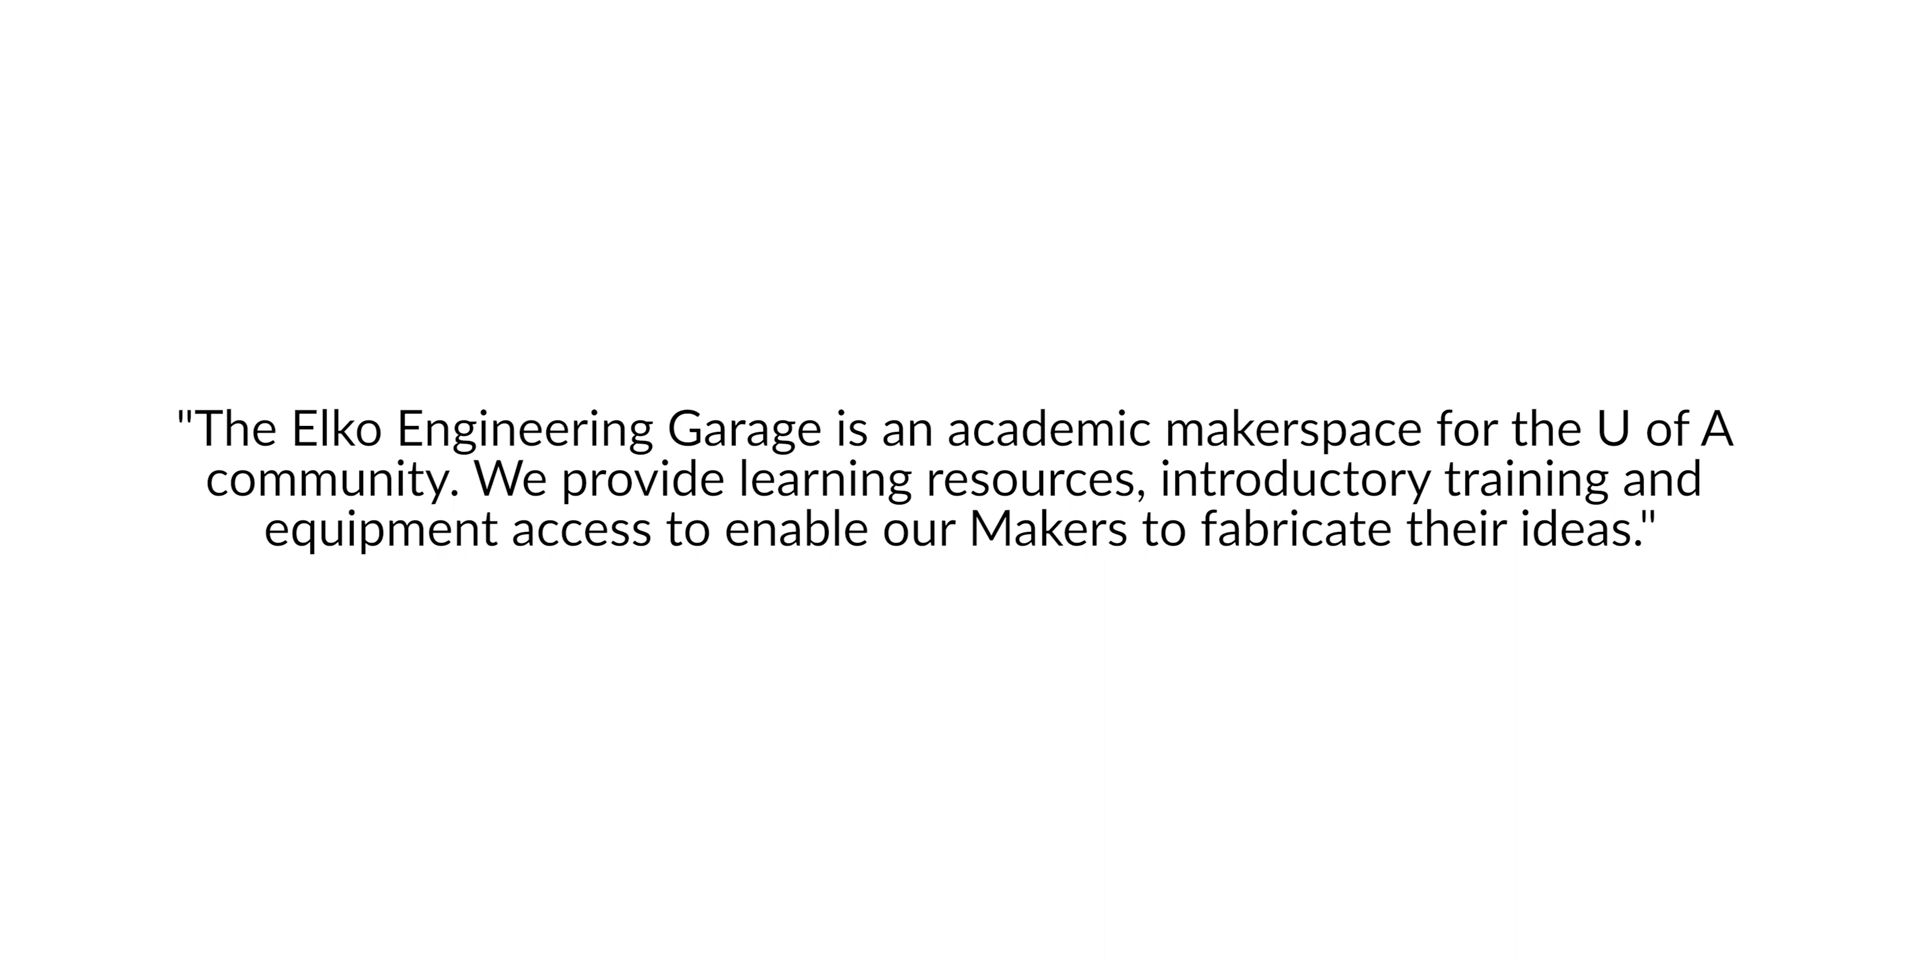 "The Elko Engineering Garage is an academic makerspace for the U of A
community. We provide learning resources, introductory training and
equipment access to enable our Makers to fabricate their ideas."